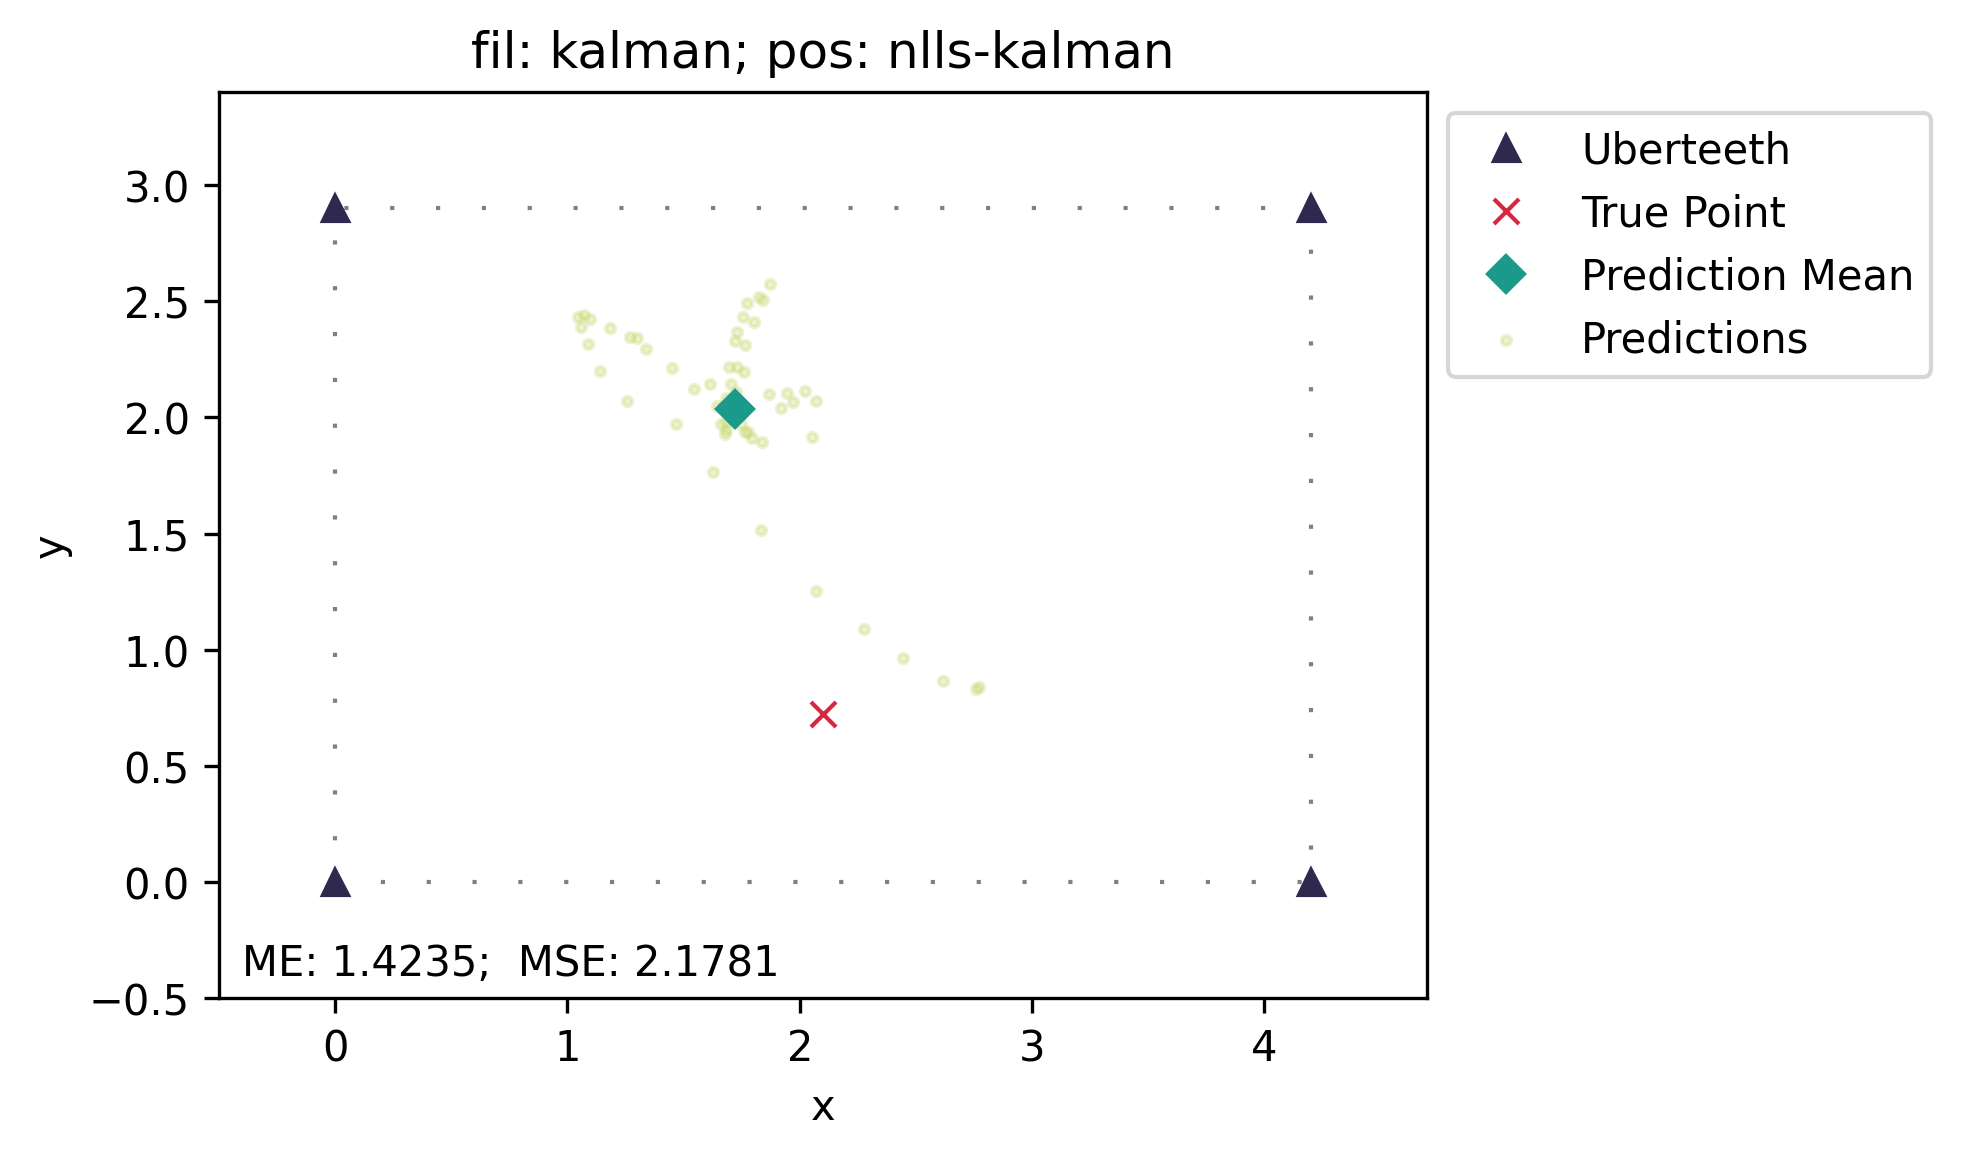 fil: kalman; pos: nlls-kalman
3.0
2.5
2.0
1.5
1.0
0.5
0.0
−0.5
y
ME: 1.4235; MSE: 2.1781
0 1 2 3 4
x
Uberteeth
True Point
Prediction Mean
Predictions